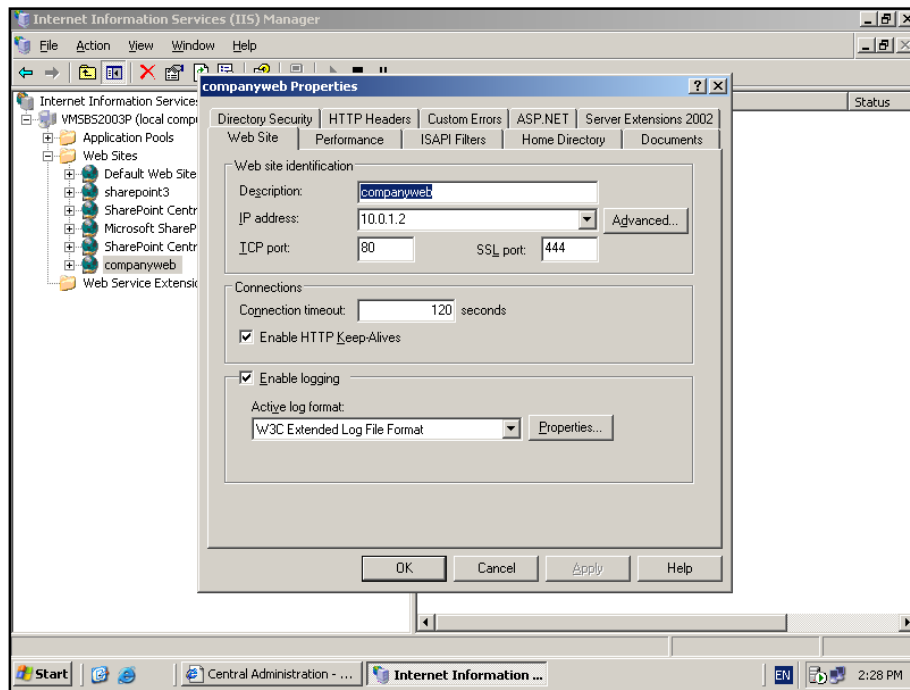 Internet Information Services (IIS) Manager
File Action View Window Help
companyweb Properties
Internet Information Services
VMSBS2003P (local compu
Application Pools
Web Sites
Default Web Site
sharepoint3
SharePoint Centr
Microsoft ShareP
SharePoint Centr
companyweb
Web Service Extensio
Status
Directory Security HTTP Headers Custom Errors ASP.NET Server Extensions 2002
Web Site Performance ISAPI Filters Home Directory Documents
Web site identification
Description: companyweb
IP address: 10.0.1.2 Advanced...
TCP port: 80 SSL port: 444
Connections
Connection timeout: 120 seconds
Enable HTTP Keep-Alives
Enable logging
Active log format:
W3C Extended Log File Format Properties...
OK Cancel Apply Help
Start Central Administration - ... Internet Information ... EN 2:28 PM